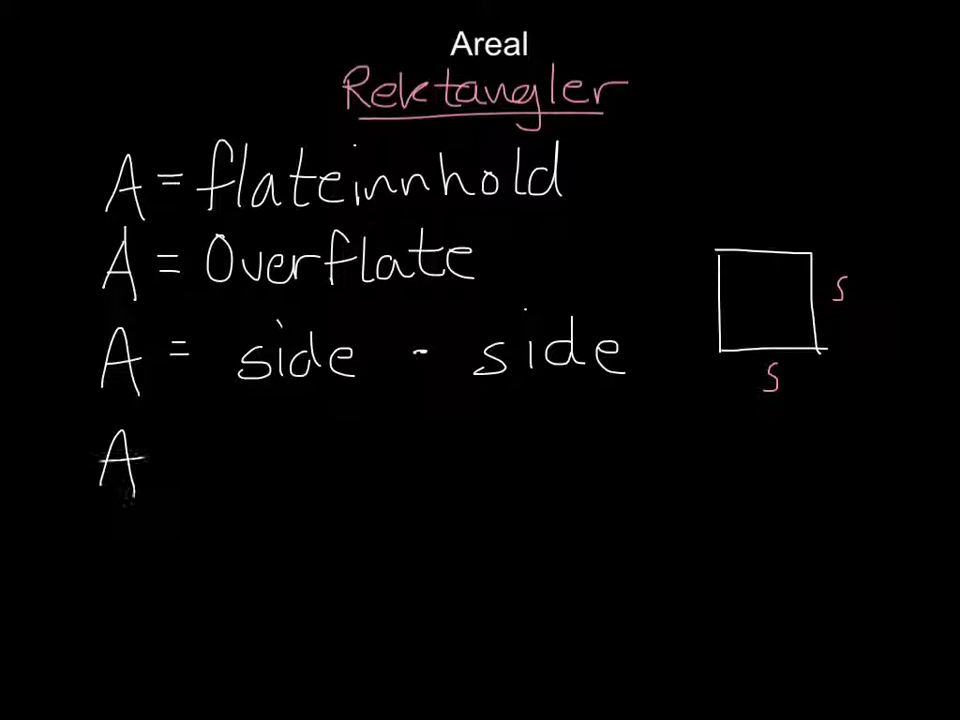 Areal
Rektangler
A = flateinnhold
A = Overflate
A = side · side
s
s
A